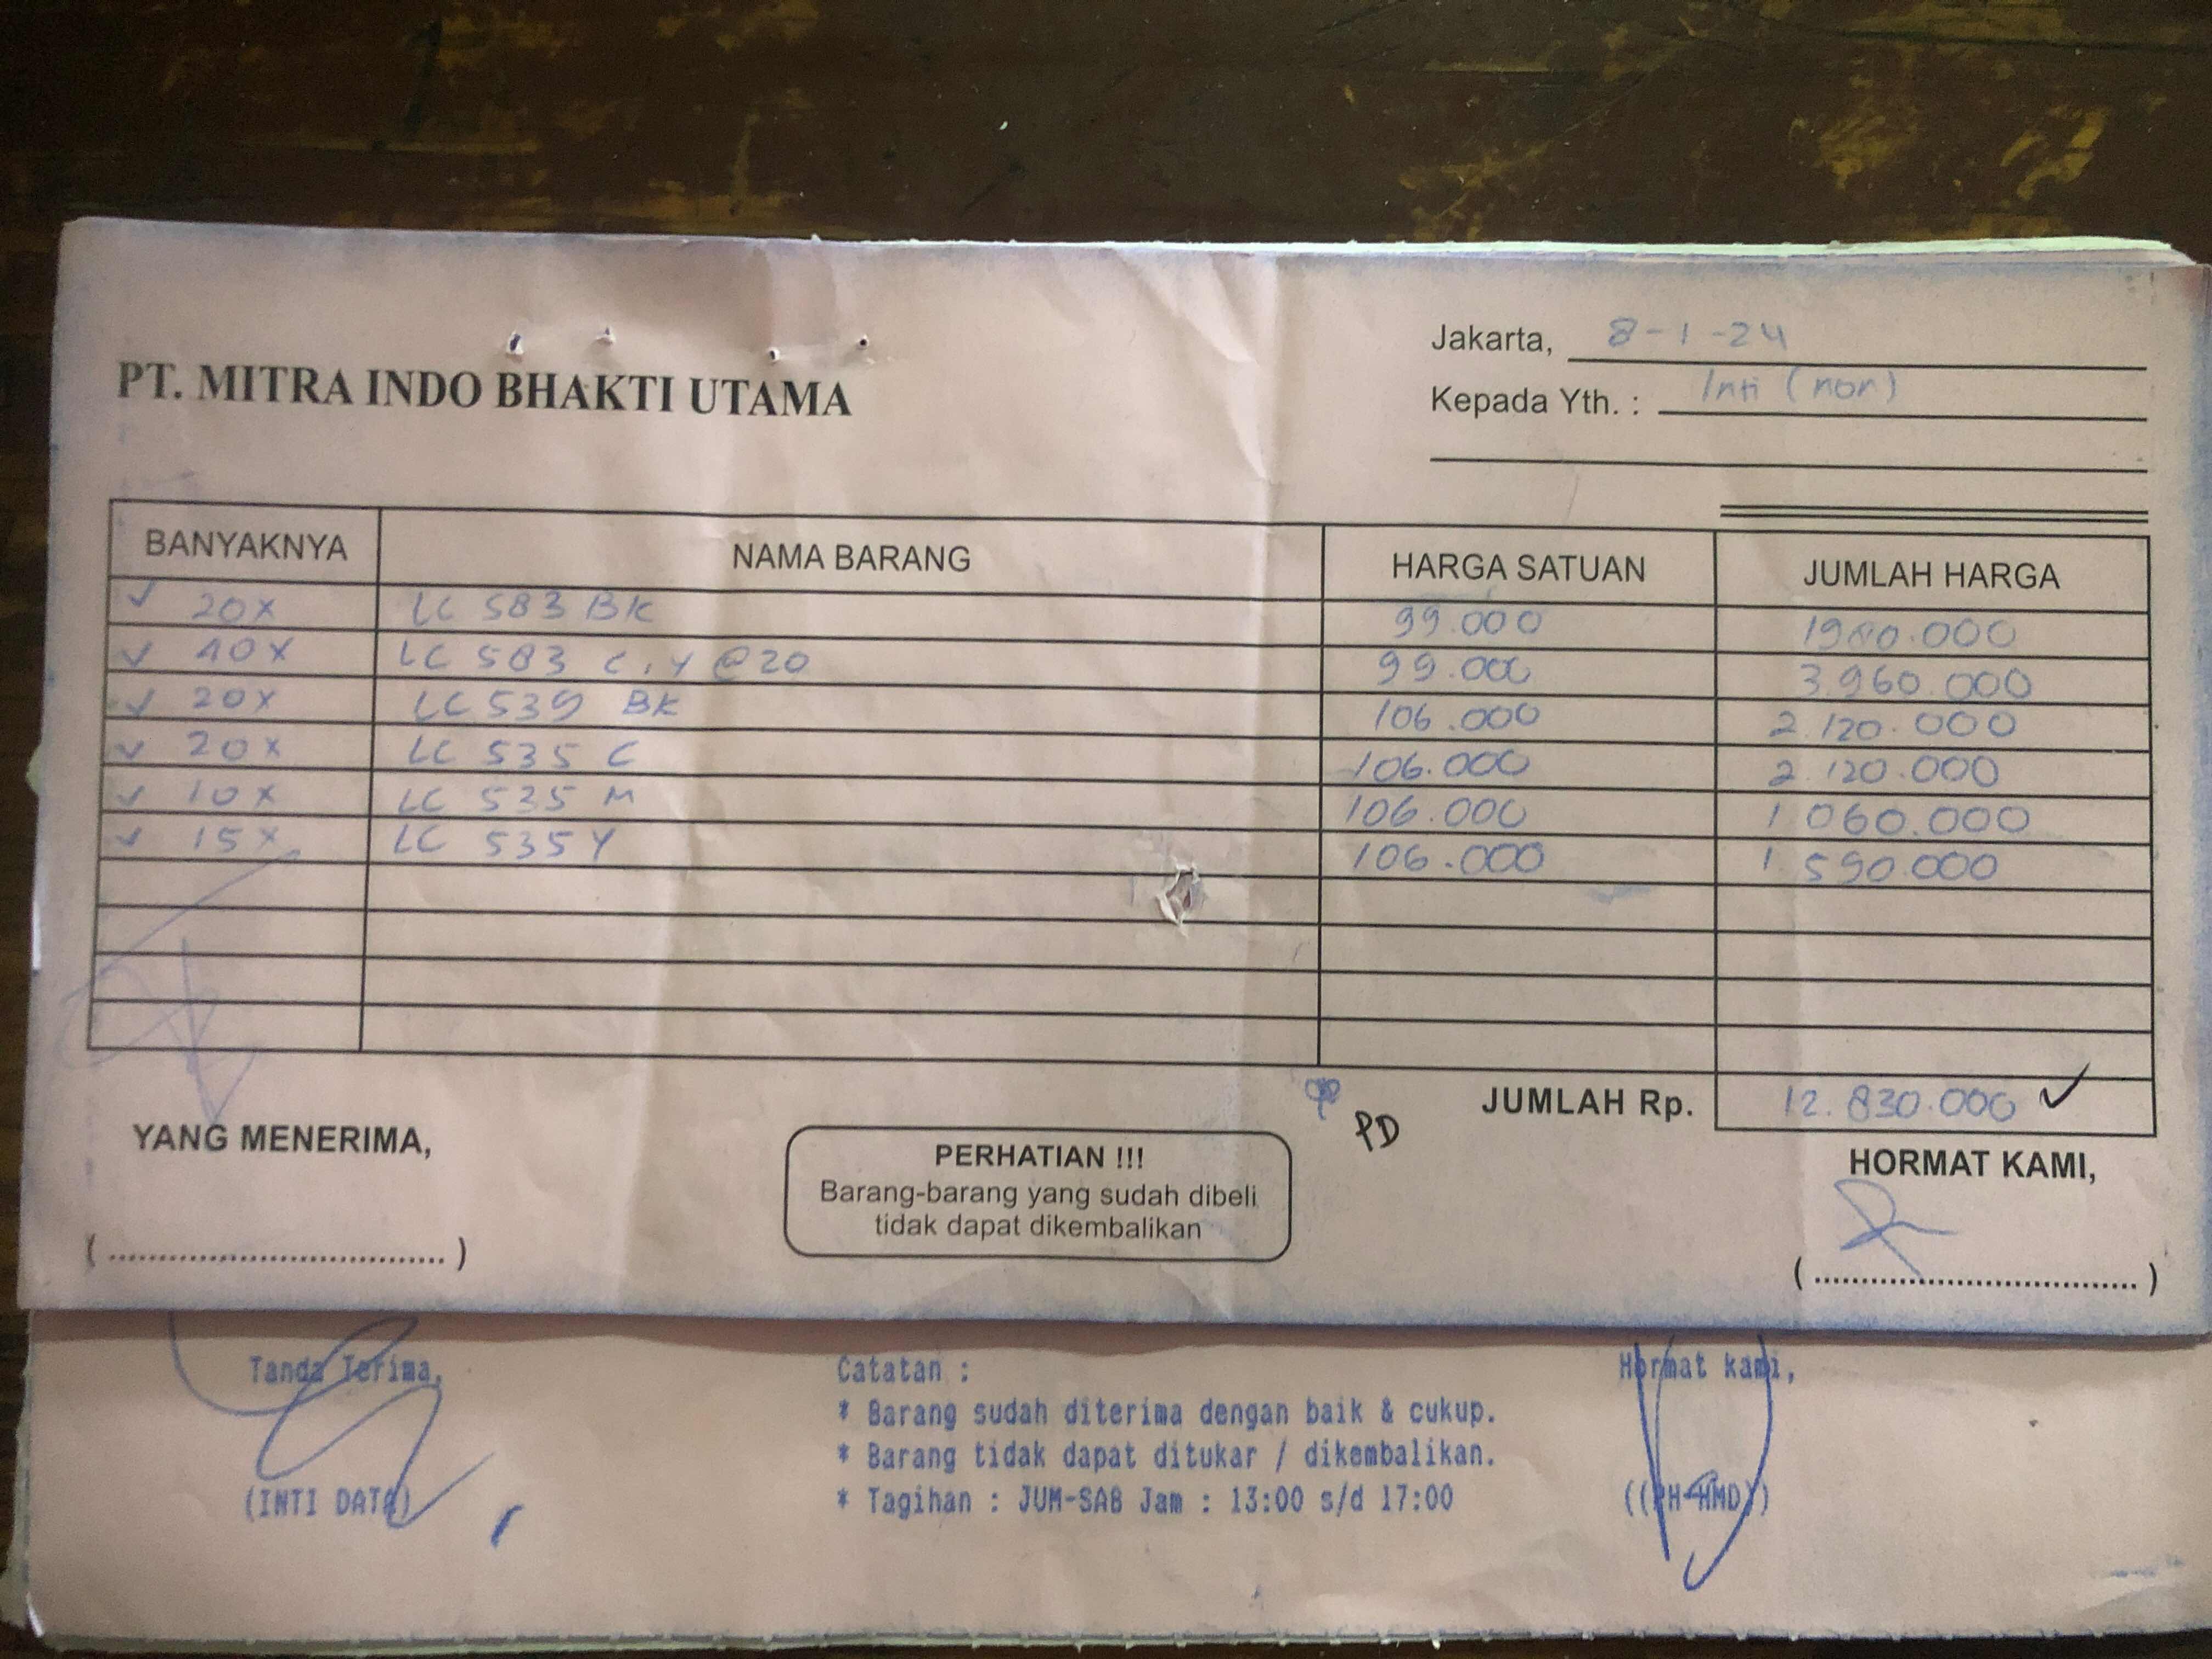 PT. MITRA INDO BHAKTI UTAMA
Jakarta, 8-1-24
Kepada Yth. : Inti (non)
BANYAKNYA NAMA BARANG HARGA SATUAN JUMLAH HARGA
20x LC 583 BK 99.000 1980.000
40x LC 583 C,Y @20 99.000 3.960.000
20x LC 539 BK 106.000 2.120.000
20x LC 535 C 106.000 2.120.000
10x LC 535 M 106.000 1 060.000
15x LC 535Y 106.000 1 590.000
JUMLAH Rp. 12.830.000
PD
YANG MENERIMA,
PERHATIAN !!!
Barang-barang yang sudah dibeli
tidak dapat dikembalikan
HORMAT KAMI,
Tanda Terima,
(INTI DATA)
Catatan :
* Barang sudah diterima dengan baik & cukup.
* Barang tidak dapat ditukar / dikembalikan.
* Tagihan : JUM-SAB Jam : 13:00 s/d 17:00
Hormat kami,
((PH-HMD))